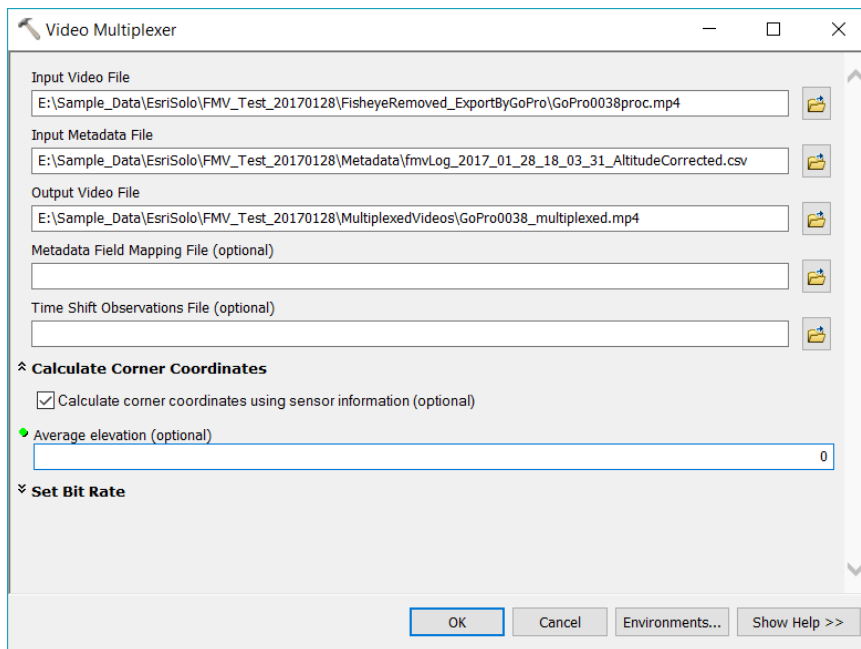 Video Multiplexer
Input Video File
E:\Sample_Data\EsriSolo\FMV_Test_20170128\FisheyeRemoved_ExportByGoPro\GoPro0038proc.mp4
Input Metadata File
E:\Sample_Data\EsriSolo\FMV_Test_20170128\Metadata\fmvLog_2017_01_28_18_03_31_AltitudeCorrected.csv
Output Video File
E:\Sample_Data\EsriSolo\FMV_Test_20170128\MultiplexedVideos\GoPro0038_multiplexed.mp4
Metadata Field Mapping File (optional)
Time Shift Observations File (optional)
Calculate Corner Coordinates
Calculate corner coordinates using sensor information (optional)
Average elevation (optional)
0
Set Bit Rate
OK Cancel Environments... Show Help >>